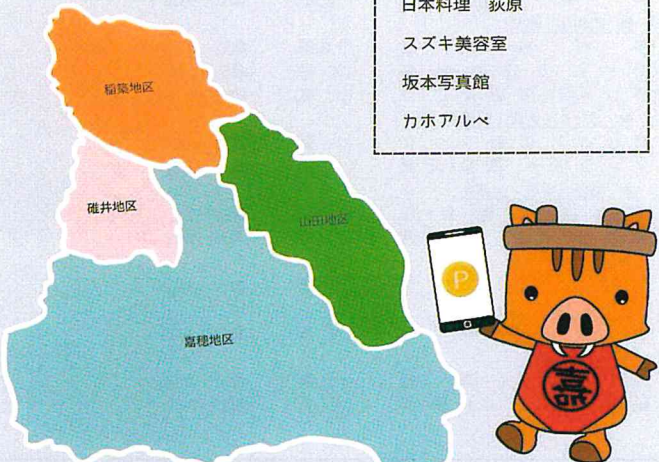 日本料理　荻原
スズキ美容室
坂本写真館
カホアルペ
稲築地区
碓井地区
山田地区
嘉穂地区
P
嘉